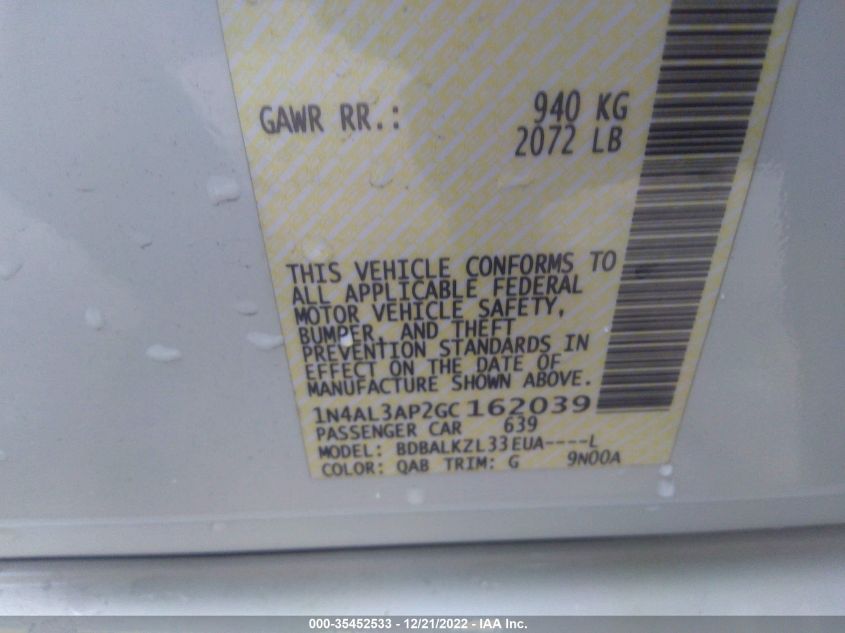 GAWR RR.: 940 KG
2072 LB
THIS VEHICLE CONFORMS TO
ALL APPLICABLE FEDERAL
MOTOR VEHICLE SAFETY,
BUMPER, AND THEFT
PREVENTION STANDARDS IN
EFFECT ON THE DATE OF
MANUFACTURE SHOWN ABOVE.
1N4AL3AP2GC 162039
PASSENGER CAR 639
MODEL: BDBALKZL33EUA----L
COLOR: QAB TRIM: G 9N00A
000-35452533 - 12/21/2022 - IAA Inc.